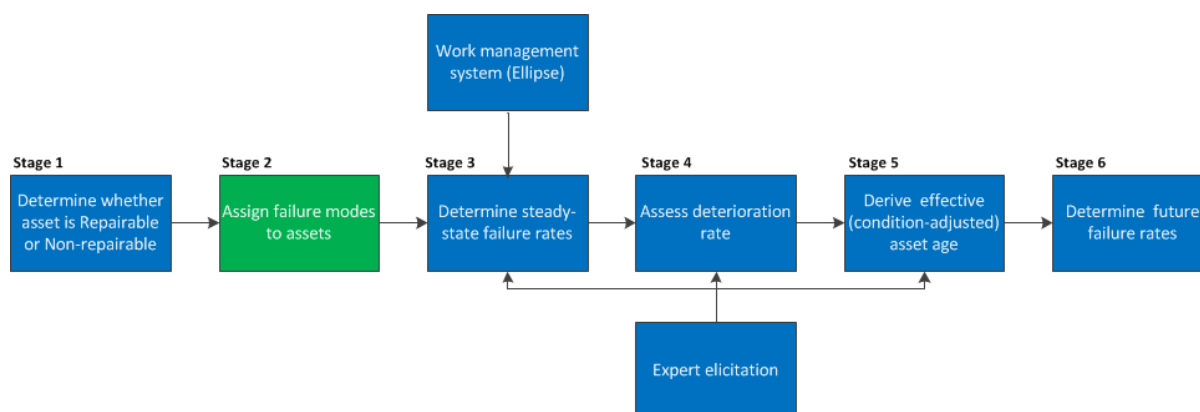 Work management
system (Ellipse)
Stage 1
Stage 2
Stage 3
Stage 4
Stage 5
Stage 6
Determine whether
asset is Repairable
or Non-repairable
Assign failure modes
to assets
Determine steady-
state failure rates
Assess deterioration
rate
Derive effective
(condition-adjusted)
asset age
Determine future
failure rates
Expert elicitation